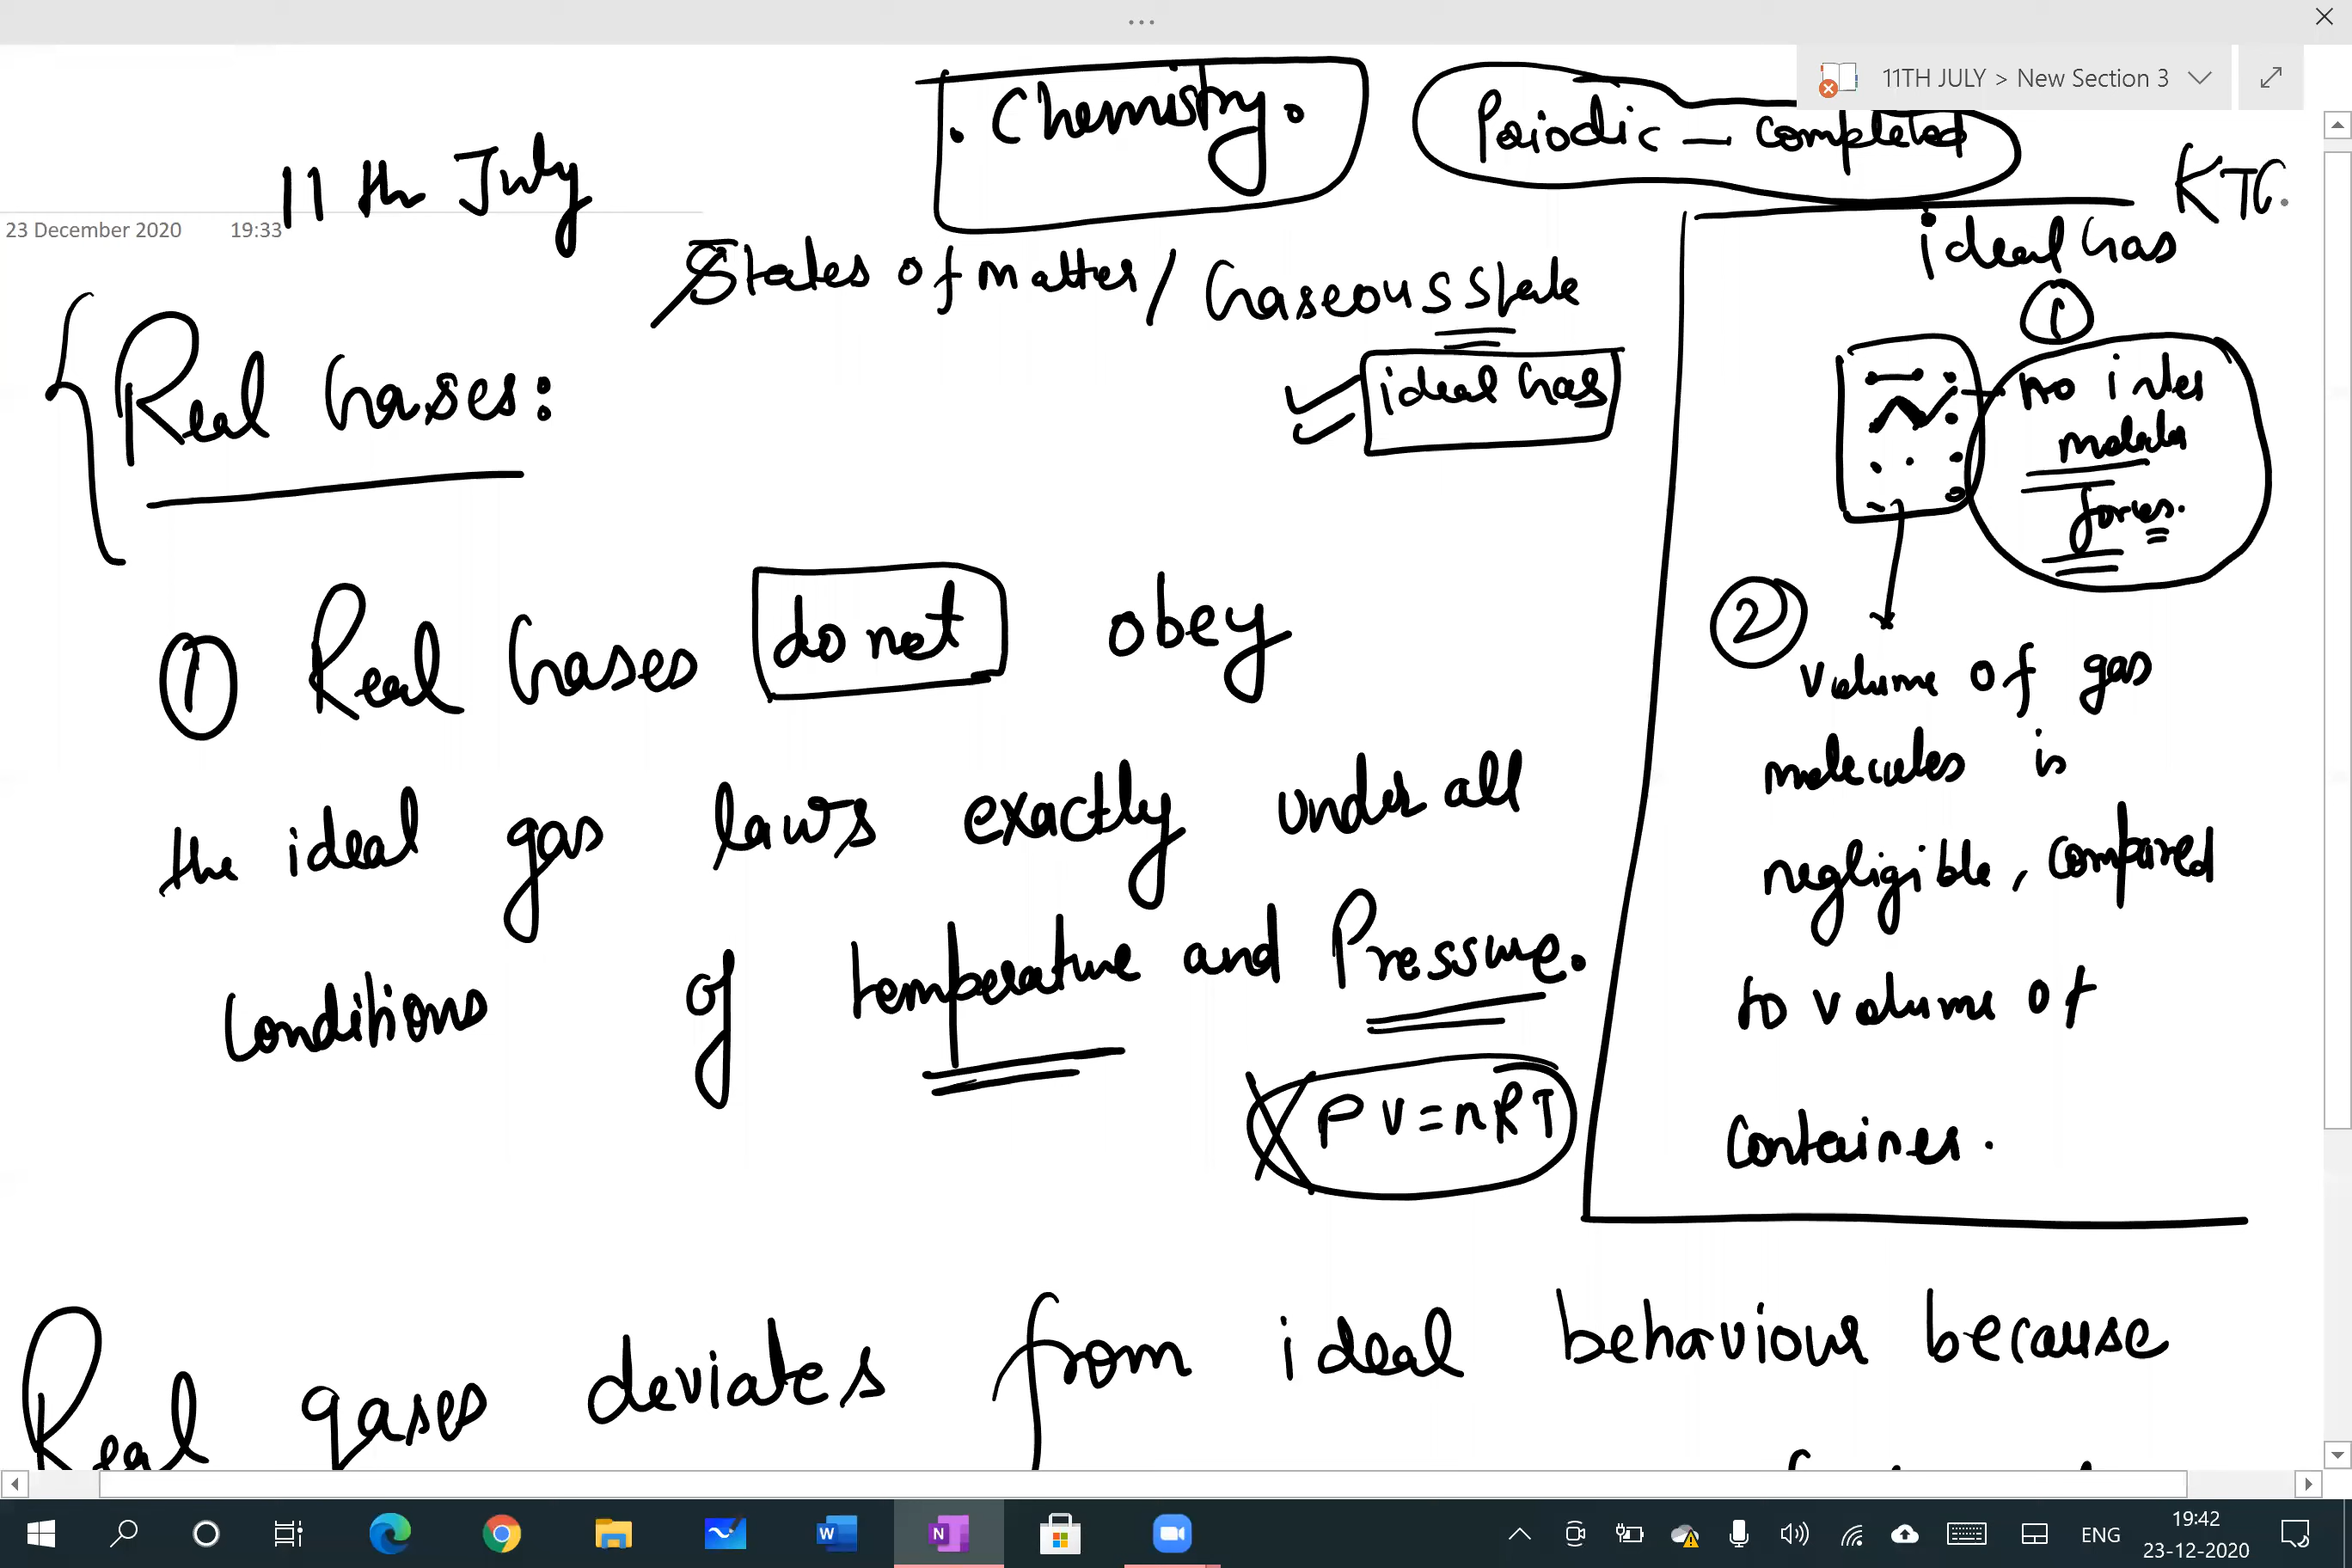 11TH JULY > New Section 3
. Chemistry.
Periodic — Completed
11 th July
KTG.
23 December 2020 19:33
States of matter / Gaseous State
ideal Gas
Real Gases:
ideal Gas
1
no inter
molecular
forces.
① Real Gases do not obey
the ideal gas laws exactly under all
conditions of temperature and Pressure.
PV=nRT
②
volume of gas
molecules is
negligible, compared
to volume of
container.
Real gases deviates from ideal behaviour because
ENG
19:42
23-12-2020